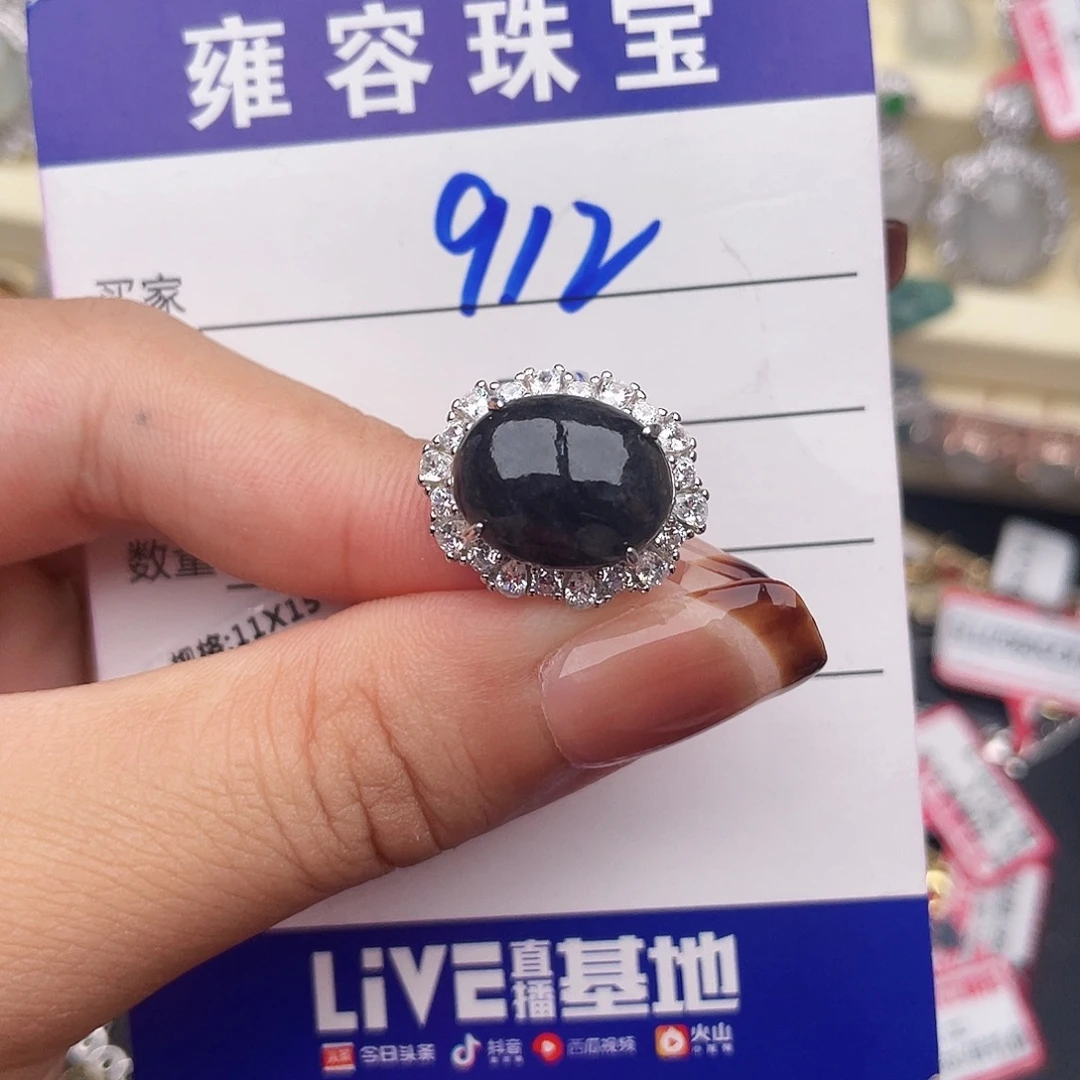 雍容珠宝
912
买家
数量
规格:11X15
LiVE直播基地
今日头条 抖音 西瓜视频 火山